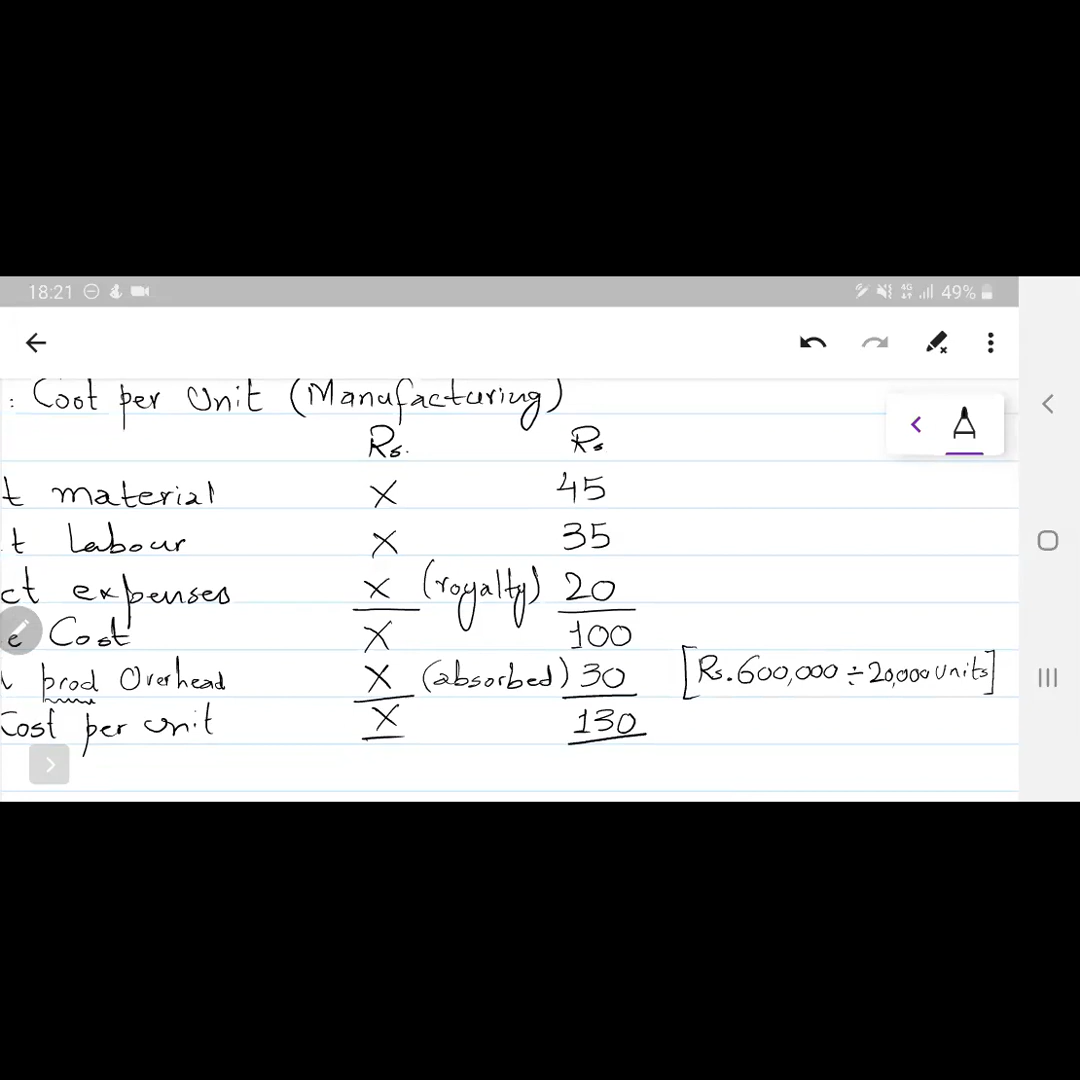 18:21 4G 49%
: Cost per Unit (Manufacturing)
Rs. Rs
t material X 45
t Labour X 35
ct expenses X (royalty) 20
e Cost X 100
prod Overhead X (absorbed) 30 [Rs.600,000 ÷ 20,000 Units]
Cost per unit X 130